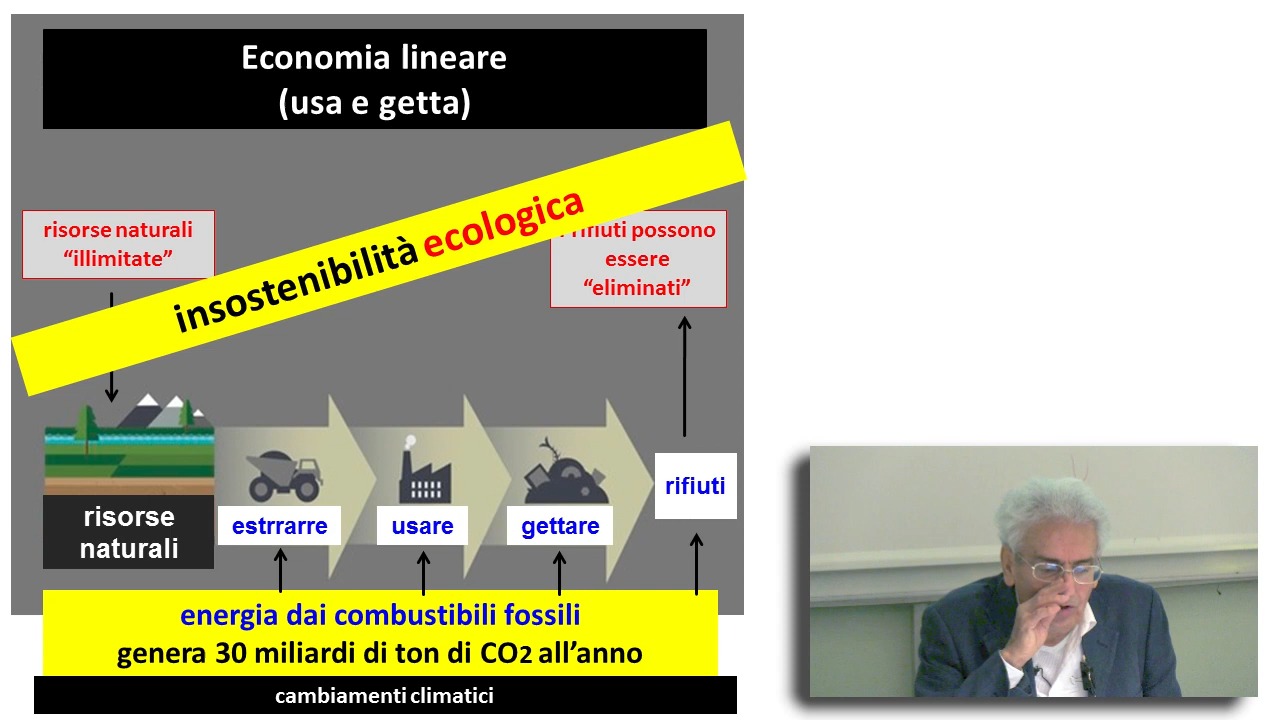 Economia lineare
(usa e getta)
insostenibilità ecologica
risorse naturali
“illimitate”
rifiuti possono
essere
“eliminati”
risorse
naturali
estrrarre
usare
gettare
rifiuti
energia dai combustibili fossili
genera 30 miliardi di ton di CO2 all’anno
cambiamenti climatici